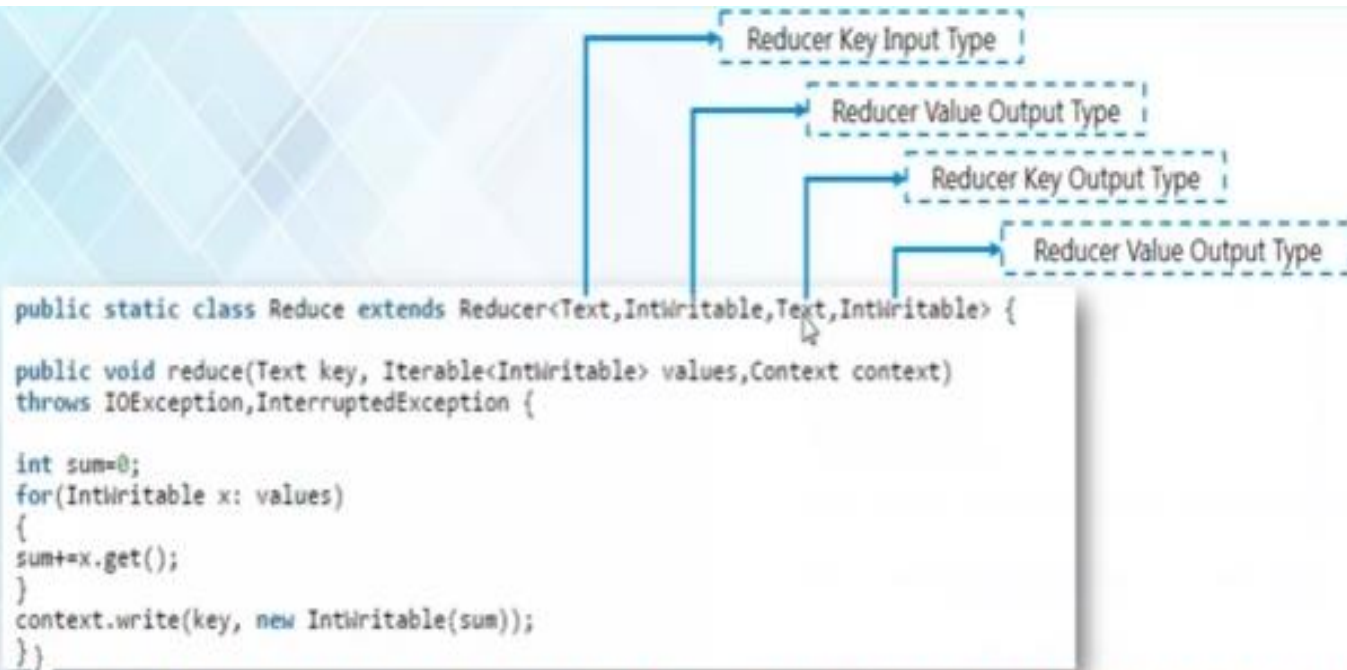 Reducer Key Input Type
Reducer Value Output Type
Reducer Key Output Type
Reducer Value Output Type
public static class Reduce extends Reducer<Text,IntWritable,Text,IntWritable> {
public void reduce(Text key, Iterable<IntWritable> values,Context context)
throws IOException,InterruptedException {
int sum=0;
for(IntWritable x: values)
{
sum+=x.get();
}
context.write(key, new IntWritable(sum));
}}